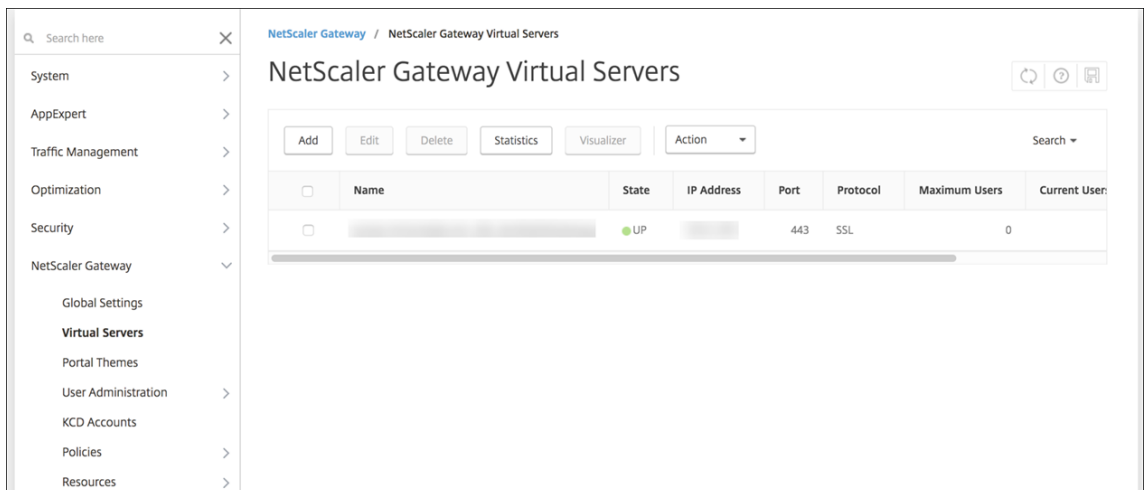 Search here
System
AppExpert
Traffic Management
Optimization
Security
NetScaler Gateway
Global Settings
Virtual Servers
Portal Themes
User Administration
KCD Accounts
Policies
Resources
NetScaler Gateway / NetScaler Gateway Virtual Servers
NetScaler Gateway Virtual Servers
Add Edit Delete Statistics Visualizer Action Search
Name State IP Address Port Protocol Maximum Users Current Users
UP 443 SSL 0